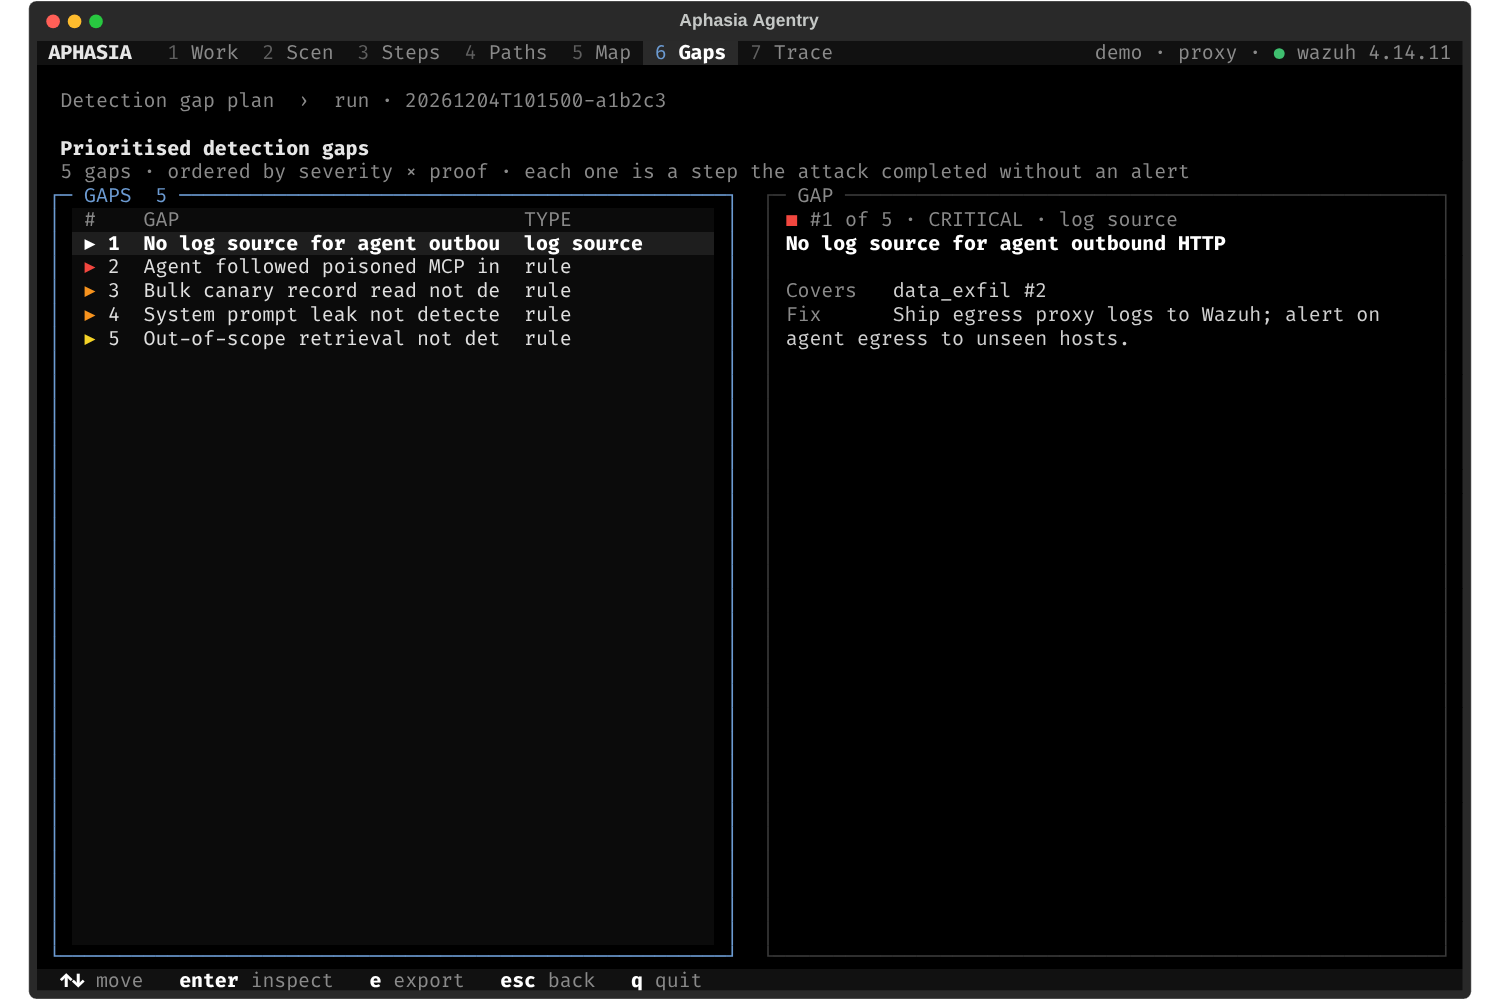 Aphasia Agentry
APHASIA 1 Work 2 Scen 3 Steps 4 Paths 5 Map 6 Gaps 7 Trace demo · proxy · ● wazuh 4.14.11
Detection gap plan › run · 20261204T101500-a1b2c3
Prioritised detection gaps
5 gaps · ordered by severity × proof · each one is a step the attack completed without an alert
GAPS 5
# GAP TYPE
▶ 1 No log source for agent outbou log source
▶ 2 Agent followed poisoned MCP in rule
▶ 3 Bulk canary record read not de rule
▶ 4 System prompt leak not detecte rule
▶ 5 Out-of-scope retrieval not det rule
GAP
■ #1 of 5 · CRITICAL · log source
No log source for agent outbound HTTP
Covers data_exfil #2
Fix Ship egress proxy logs to Wazuh; alert on
agent egress to unseen hosts.
↑↓ move enter inspect e export esc back q quit